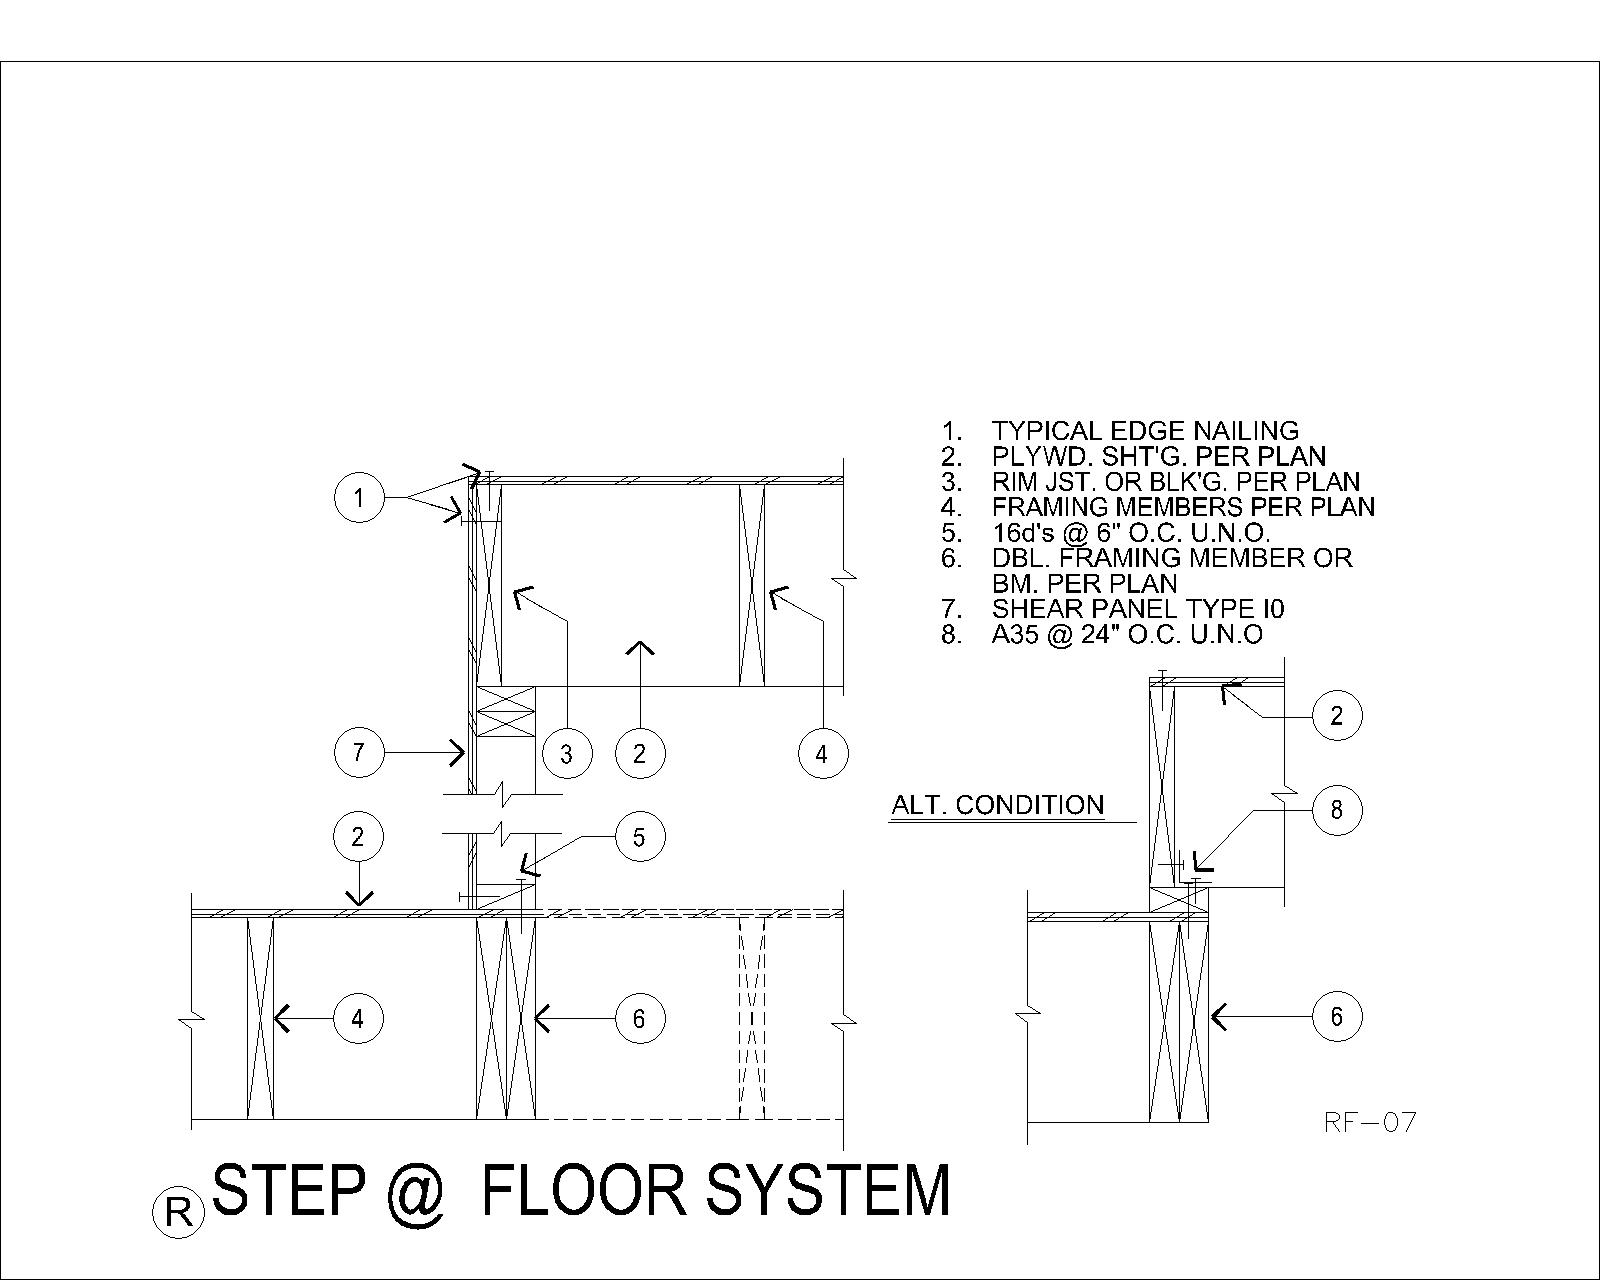 1. TYPICAL EDGE NAILING
2. PLYWD. SHT'G. PER PLAN
3. RIM JST. OR BLK'G. PER PLAN
4. FRAMING MEMBERS PER PLAN
5. 16d's @ 6" O.C. U.N.O.
6. DBL. FRAMING MEMBER OR
BM. PER PLAN
7. SHEAR PANEL TYPE I0
8. A35 @ 24" O.C. U.N.O
1
7
3
2
4
2
5
4
6
ALT. CONDITION
2
8
6
RF-07
R STEP @ FLOOR SYSTEM